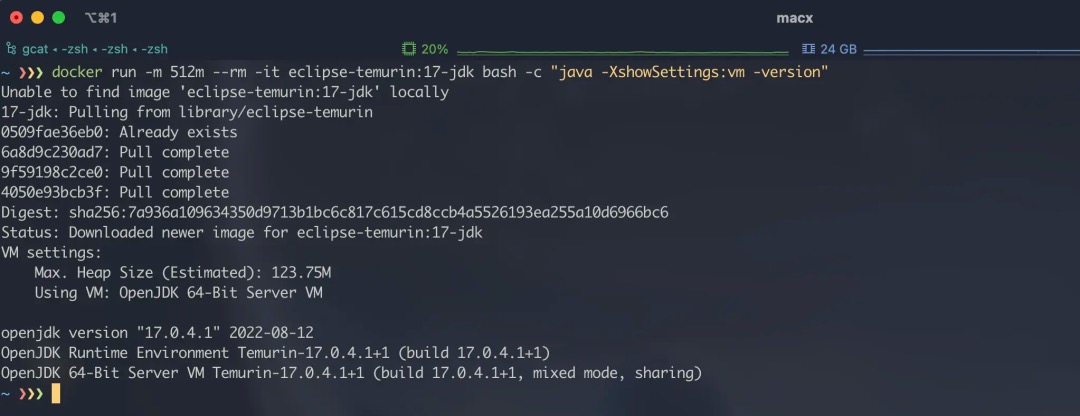 ⌥⌘1
macx
gcat ◂ -zsh ◂ -zsh ◂ -zsh
20%
24 GB
~ ❯❯❯ docker run -m 512m --rm -it eclipse-temurin:17-jdk bash -c "java -XshowSettings:vm -version"
Unable to find image 'eclipse-temurin:17-jdk' locally
17-jdk: Pulling from library/eclipse-temurin
0509fae36eb0: Already exists
6a8d9c230ad7: Pull complete
9f59198c2ce0: Pull complete
4050e93bcb3f: Pull complete
Digest: sha256:7a936a109634350d9713b1bc6c817c615cd8ccb4a5526193ea255a10d6966bc6
Status: Downloaded newer image for eclipse-temurin:17-jdk
VM settings:
    Max. Heap Size (Estimated): 123.75M
    Using VM: OpenJDK 64-Bit Server VM
openjdk version "17.0.4.1" 2022-08-12
OpenJDK Runtime Environment Temurin-17.0.4.1+1 (build 17.0.4.1+1)
OpenJDK 64-Bit Server VM Temurin-17.0.4.1+1 (build 17.0.4.1+1, mixed mode, sharing)
~ ❯❯❯